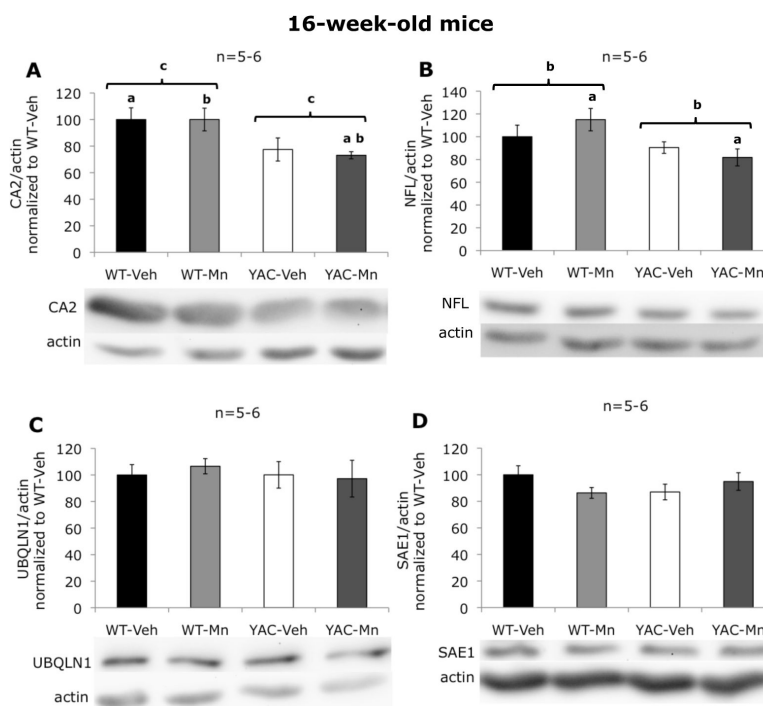 16-week-old mice
A
n=5-6
c
c
a
b
a b
CA2/actin
normalized to WT-Veh
120
100
80
60
40
20
0
WT-Veh WT-Mn YAC-Veh YAC-Mn
CA2
actin
B
n=5-6
b
b
a
a
NFL/actin
normalized to WT-Veh
140
120
100
80
60
40
20
0
WT-Veh WT-Mn YAC-Veh YAC-Mn
NFL
actin
C
n=5-6
UBQLN1/actin
normalized to WT-Veh
120
100
80
60
40
20
0
WT-Veh WT-Mn YAC-Veh YAC-Mn
UBQLN1
actin
D
n=5-6
SAE1/actin
normalized to WT-Veh
120
100
80
60
40
20
0
WT-Veh WT-Mn YAC-Veh YAC-Mn
SAE1
actin